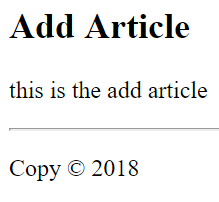 Add Article
this is the add article
Copy © 2018